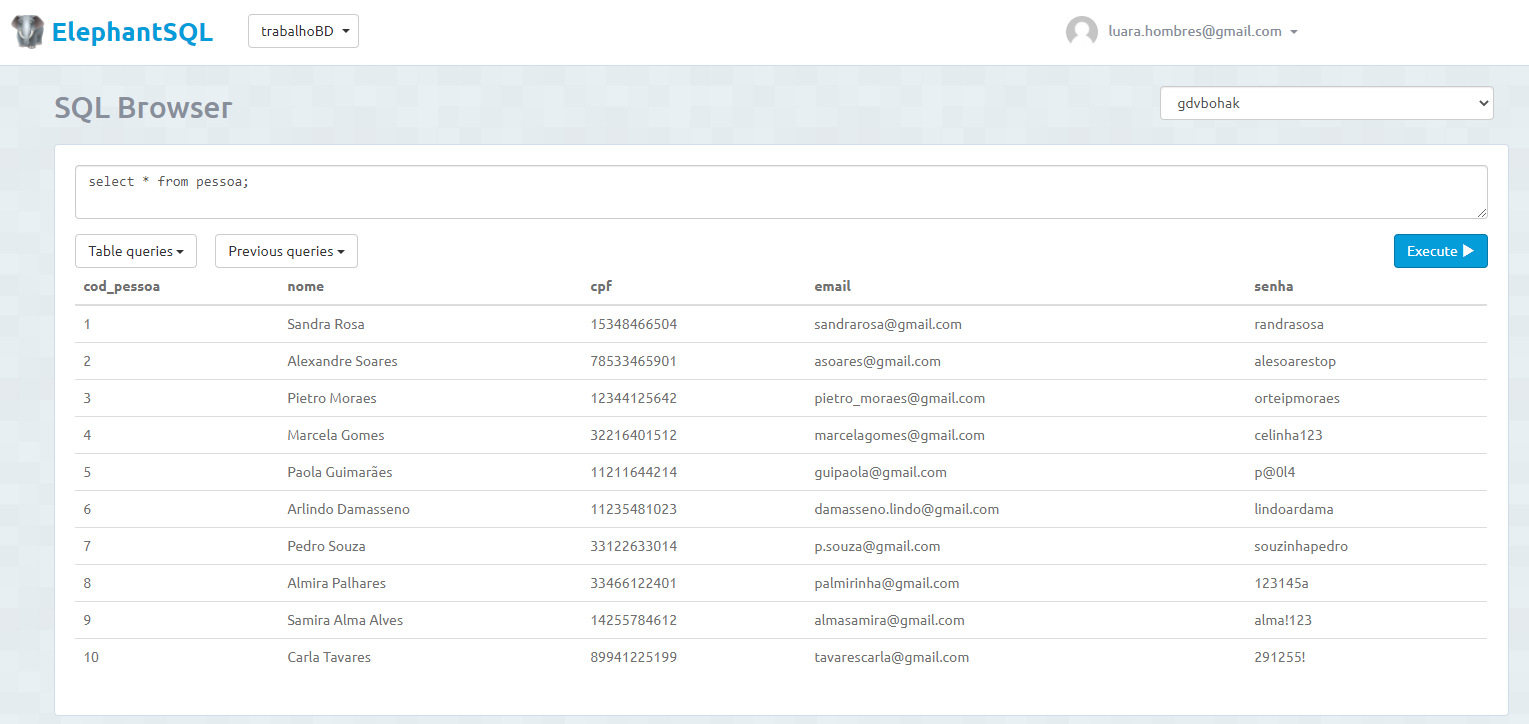 ElephantSQL trabalhoBD luara.hombres@gmail.com
SQL Browser gdvbohak
select * from pessoa;
Table queries Previous queries Execute
cod_pessoa nome cpf email senha
1 Sandra Rosa 15348466504 sandrarosa@gmail.com randrasosa
2 Alexandre Soares 78533465901 asoares@gmail.com alesoarestop
3 Pietro Moraes 12344125642 pietro_moraes@gmail.com orteipmoraes
4 Marcela Gomes 32216401512 marcelagomes@gmail.com celinha123
5 Paola Guimarães 11211644214 guipaola@gmail.com p@0l4
6 Arlindo Damasseno 11235481023 damasseno.lindo@gmail.com lindoardama
7 Pedro Souza 33122633014 p.souza@gmail.com souzinhapedro
8 Almira Palhares 33466122401 palmirinha@gmail.com 123145a
9 Samira Alma Alves 14255784612 almasamira@gmail.com alma!123
10 Carla Tavares 89941225199 tavarescarla@gmail.com 291255!